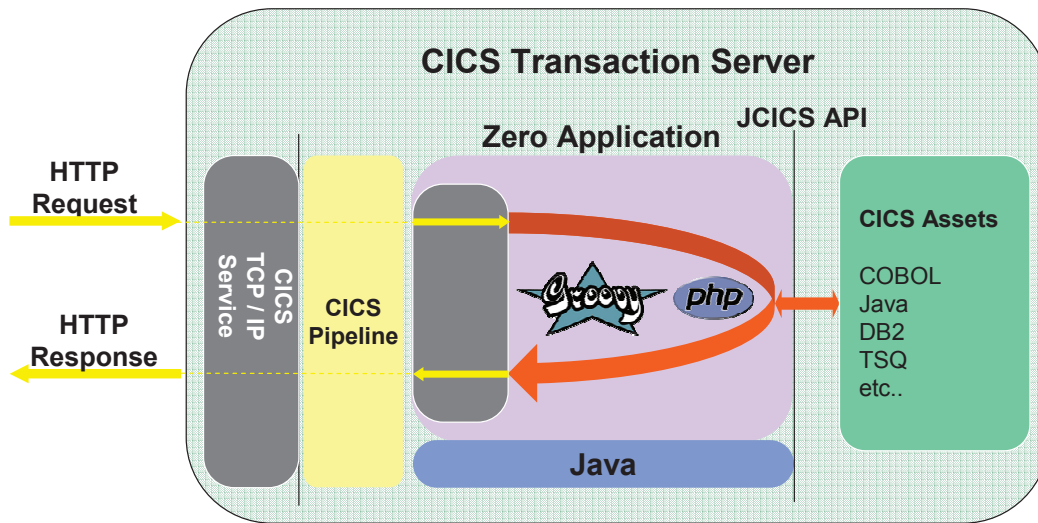 CICS Transaction Server
JCICS API
Zero Application
HTTP
Request
HTTP
Response
CICS
TCP / IP
Service
CICS
Pipeline
Groovy
php
Java
CICS Assets
COBOL
Java
DB2
TSQ
etc..